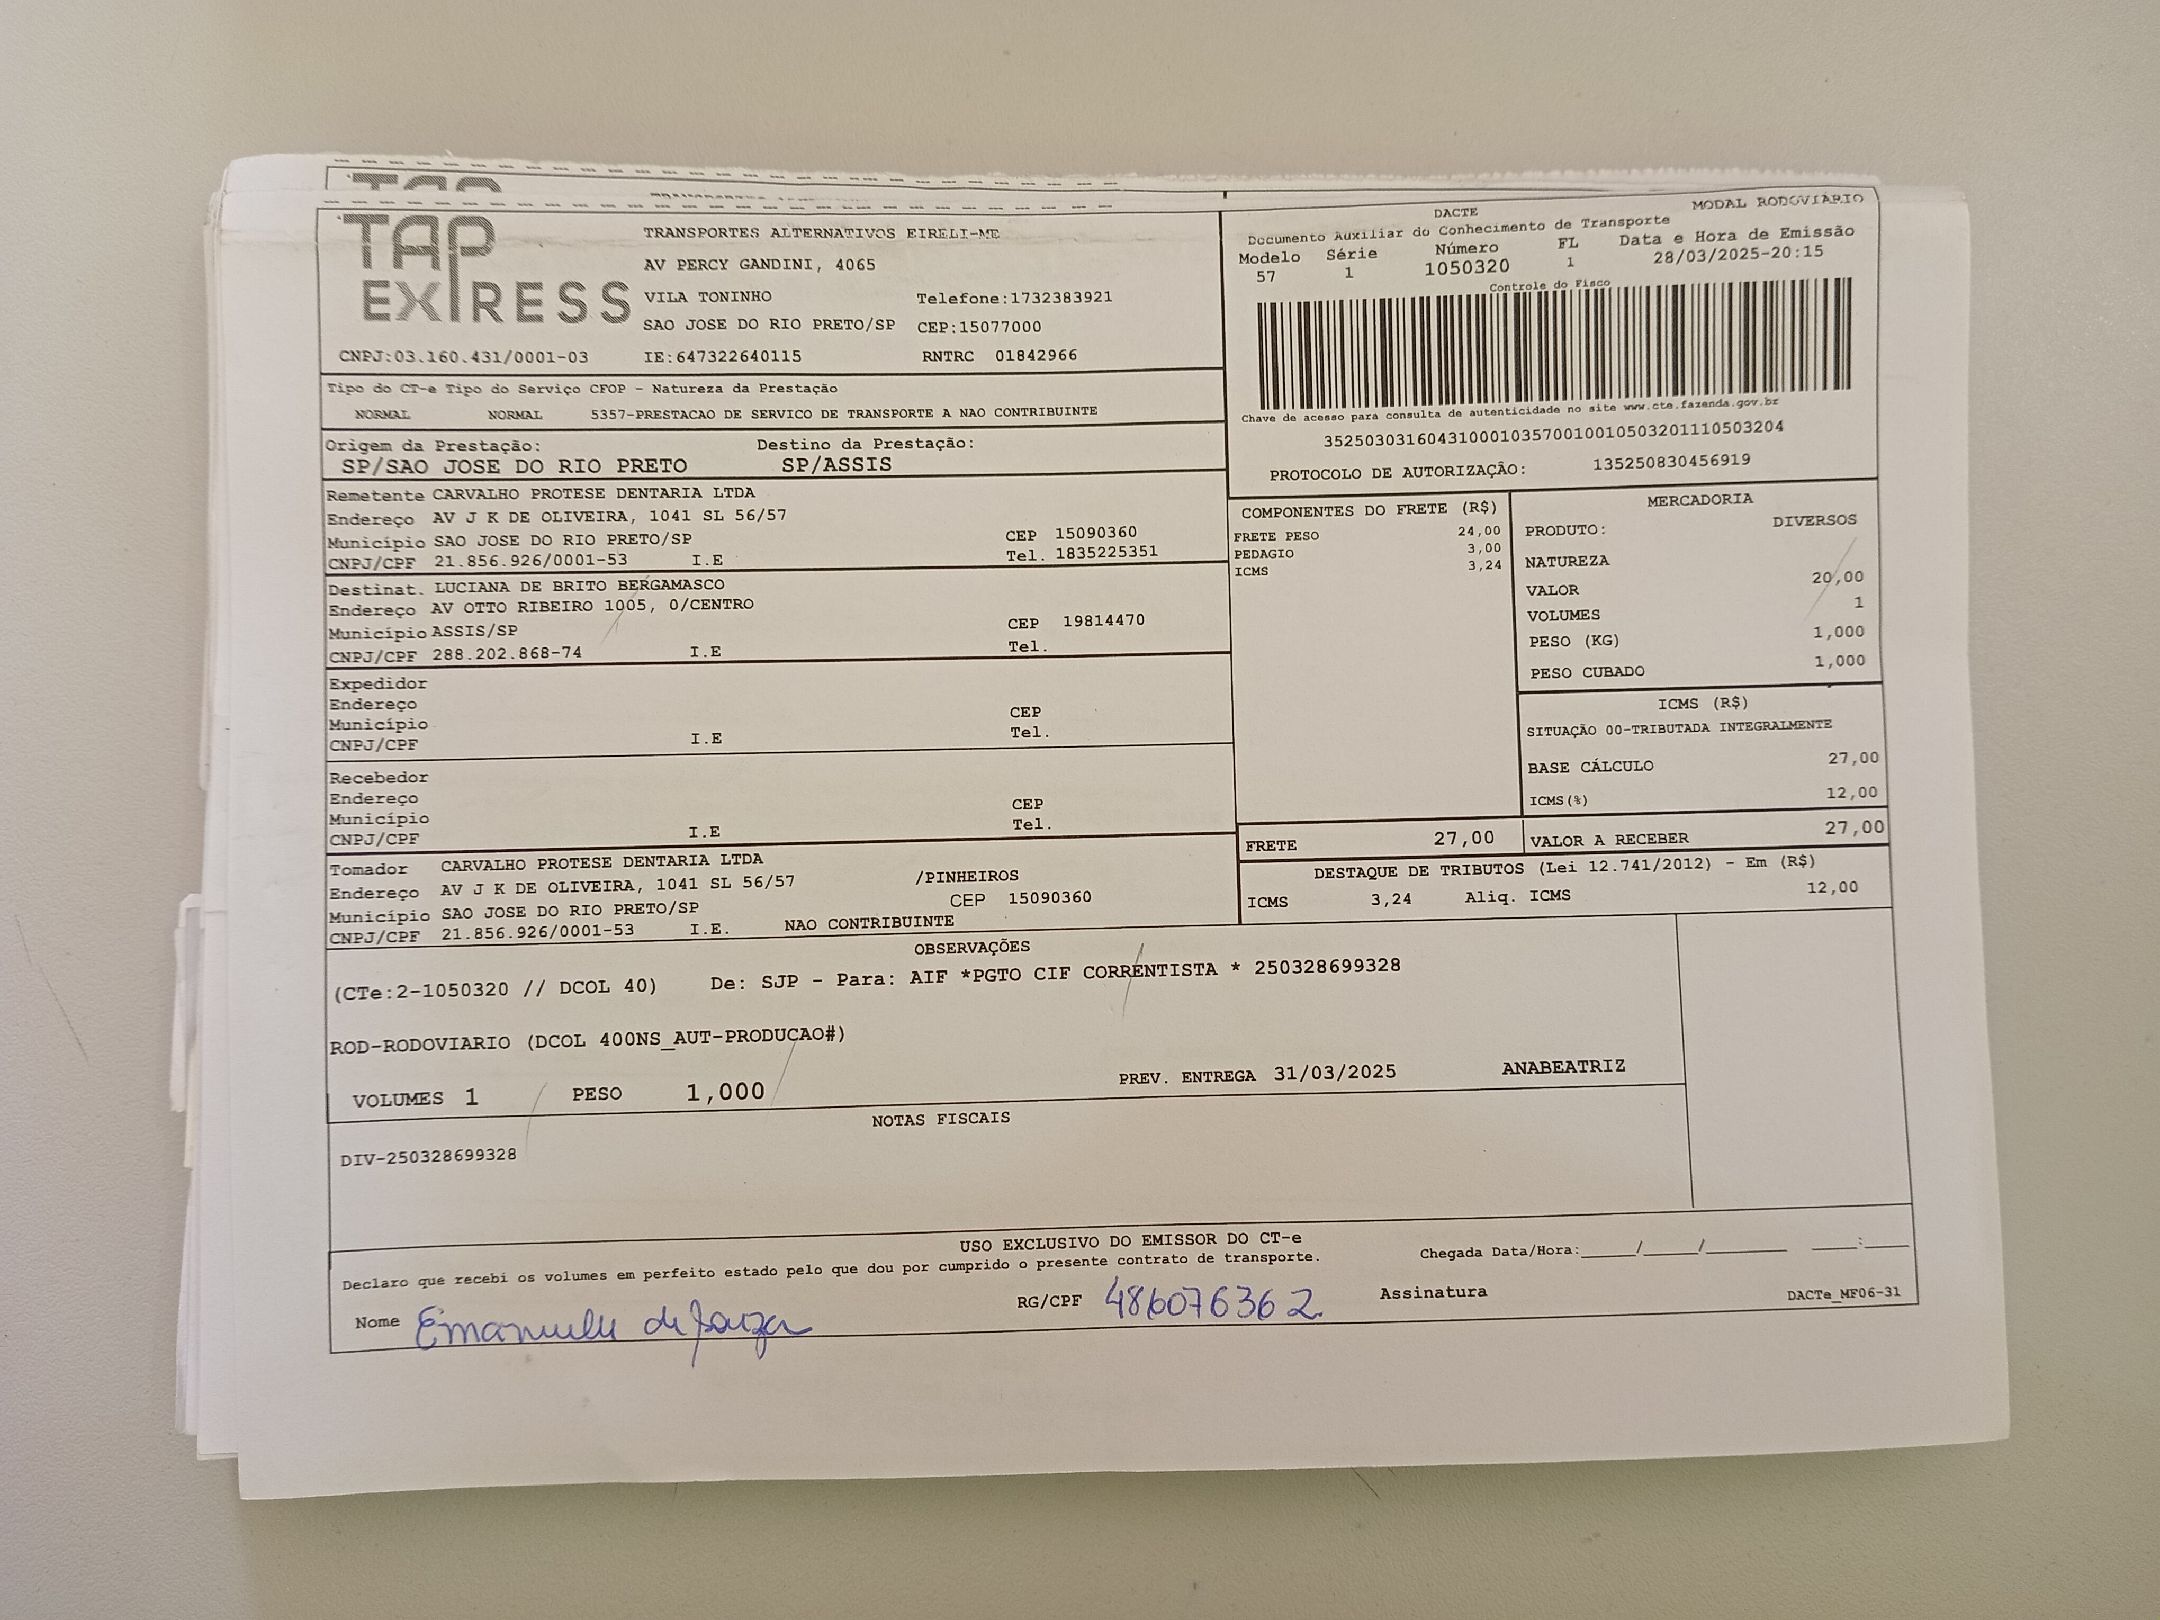 TAP EXPRESS
TRANSPORTES ALTERNATIVOS EIRELI-ME
AV PERCY GANDINI, 4065
VILA TONINHO Telefone:1732383921
SAO JOSE DO RIO PRETO/SP CEP:15077000
CNPJ:03.160.431/0001-03 IE:647322640115 RNTRC 01842966
MODAL RODOVIÁRIO
DACTE
Documento Auxiliar do Conhecimento de Transporte
Modelo Série Número FL Data e Hora de Emissão
57 1 1050320 1 28/03/2025-20:15
Controle do Fisco
Chave de acesso para consulta de autenticidade no site www.cte.fazenda.gov.br
35250303160431000103570010010503201110503204
PROTOCOLO DE AUTORIZAÇÃO: 135250830456919
Tipo do CT-e Tipo do Serviço CFOP - Natureza da Prestação
NORMAL NORMAL 5357-PRESTACAO DE SERVICO DE TRANSPORTE A NAO CONTRIBUINTE
Origem da Prestação: Destino da Prestação:
SP/SAO JOSE DO RIO PRETO SP/ASSIS
Remetente CARVALHO PROTESE DENTARIA LTDA
Endereço AV J K DE OLIVEIRA, 1041 SL 56/57
Município SAO JOSE DO RIO PRETO/SP CEP 15090360
CNPJ/CPF 21.856.926/0001-53 I.E Tel. 1835225351
Destinat. LUCIANA DE BRITO BERGAMASCO
Endereço AV OTTO RIBEIRO 1005, 0/CENTRO
Município ASSIS/SP CEP 19814470
CNPJ/CPF 288.202.868-74 I.E Tel.
Expedidor
Endereço
Município CEP
CNPJ/CPF I.E Tel.
Recebedor
Endereço
Município CEP
CNPJ/CPF I.E Tel.
Tomador CARVALHO PROTESE DENTARIA LTDA
Endereço AV J K DE OLIVEIRA, 1041 SL 56/57 /PINHEIROS
Município SAO JOSE DO RIO PRETO/SP CEP 15090360
CNPJ/CPF 21.856.926/0001-53 I.E. NAO CONTRIBUINTE
COMPONENTES DO FRETE (R$)
FRETE PESO 24,00
PEDAGIO 3,00
ICMS 3,24
MERCADORIA
PRODUTO: DIVERSOS
NATUREZA
VALOR 20,00
VOLUMES 1
PESO (KG) 1,000
PESO CUBADO 1,000
ICMS (R$)
SITUAÇÃO 00-TRIBUTADA INTEGRALMENTE
BASE CÁLCULO 27,00
ICMS(%) 12,00
FRETE 27,00 VALOR A RECEBER 27,00
DESTAQUE DE TRIBUTOS (Lei 12.741/2012) - Em (R$)
ICMS 3,24 Aliq. ICMS 12,00
OBSERVAÇÕES
(CTe:2-1050320 // DCOL 40) De: SJP - Para: AIF *PGTO CIF CORRENTISTA * 250328699328
ROD-RODOVIARIO (DCOL 400NS_AUT-PRODUCAO#)
VOLUMES 1 PESO 1,000 PREV. ENTREGA 31/03/2025 ANABEATRIZ
NOTAS FISCAIS
DIV-250328699328
USO EXCLUSIVO DO EMISSOR DO CT-e
Declaro que recebi os volumes em perfeito estado pelo que dou por cumprido o presente contrato de transporte.
Chegada Data/Hora:____/____/______ ____:____
Nome Emanuelle de Souza RG/CPF 486076362 Assinatura DACTe_MF06-31